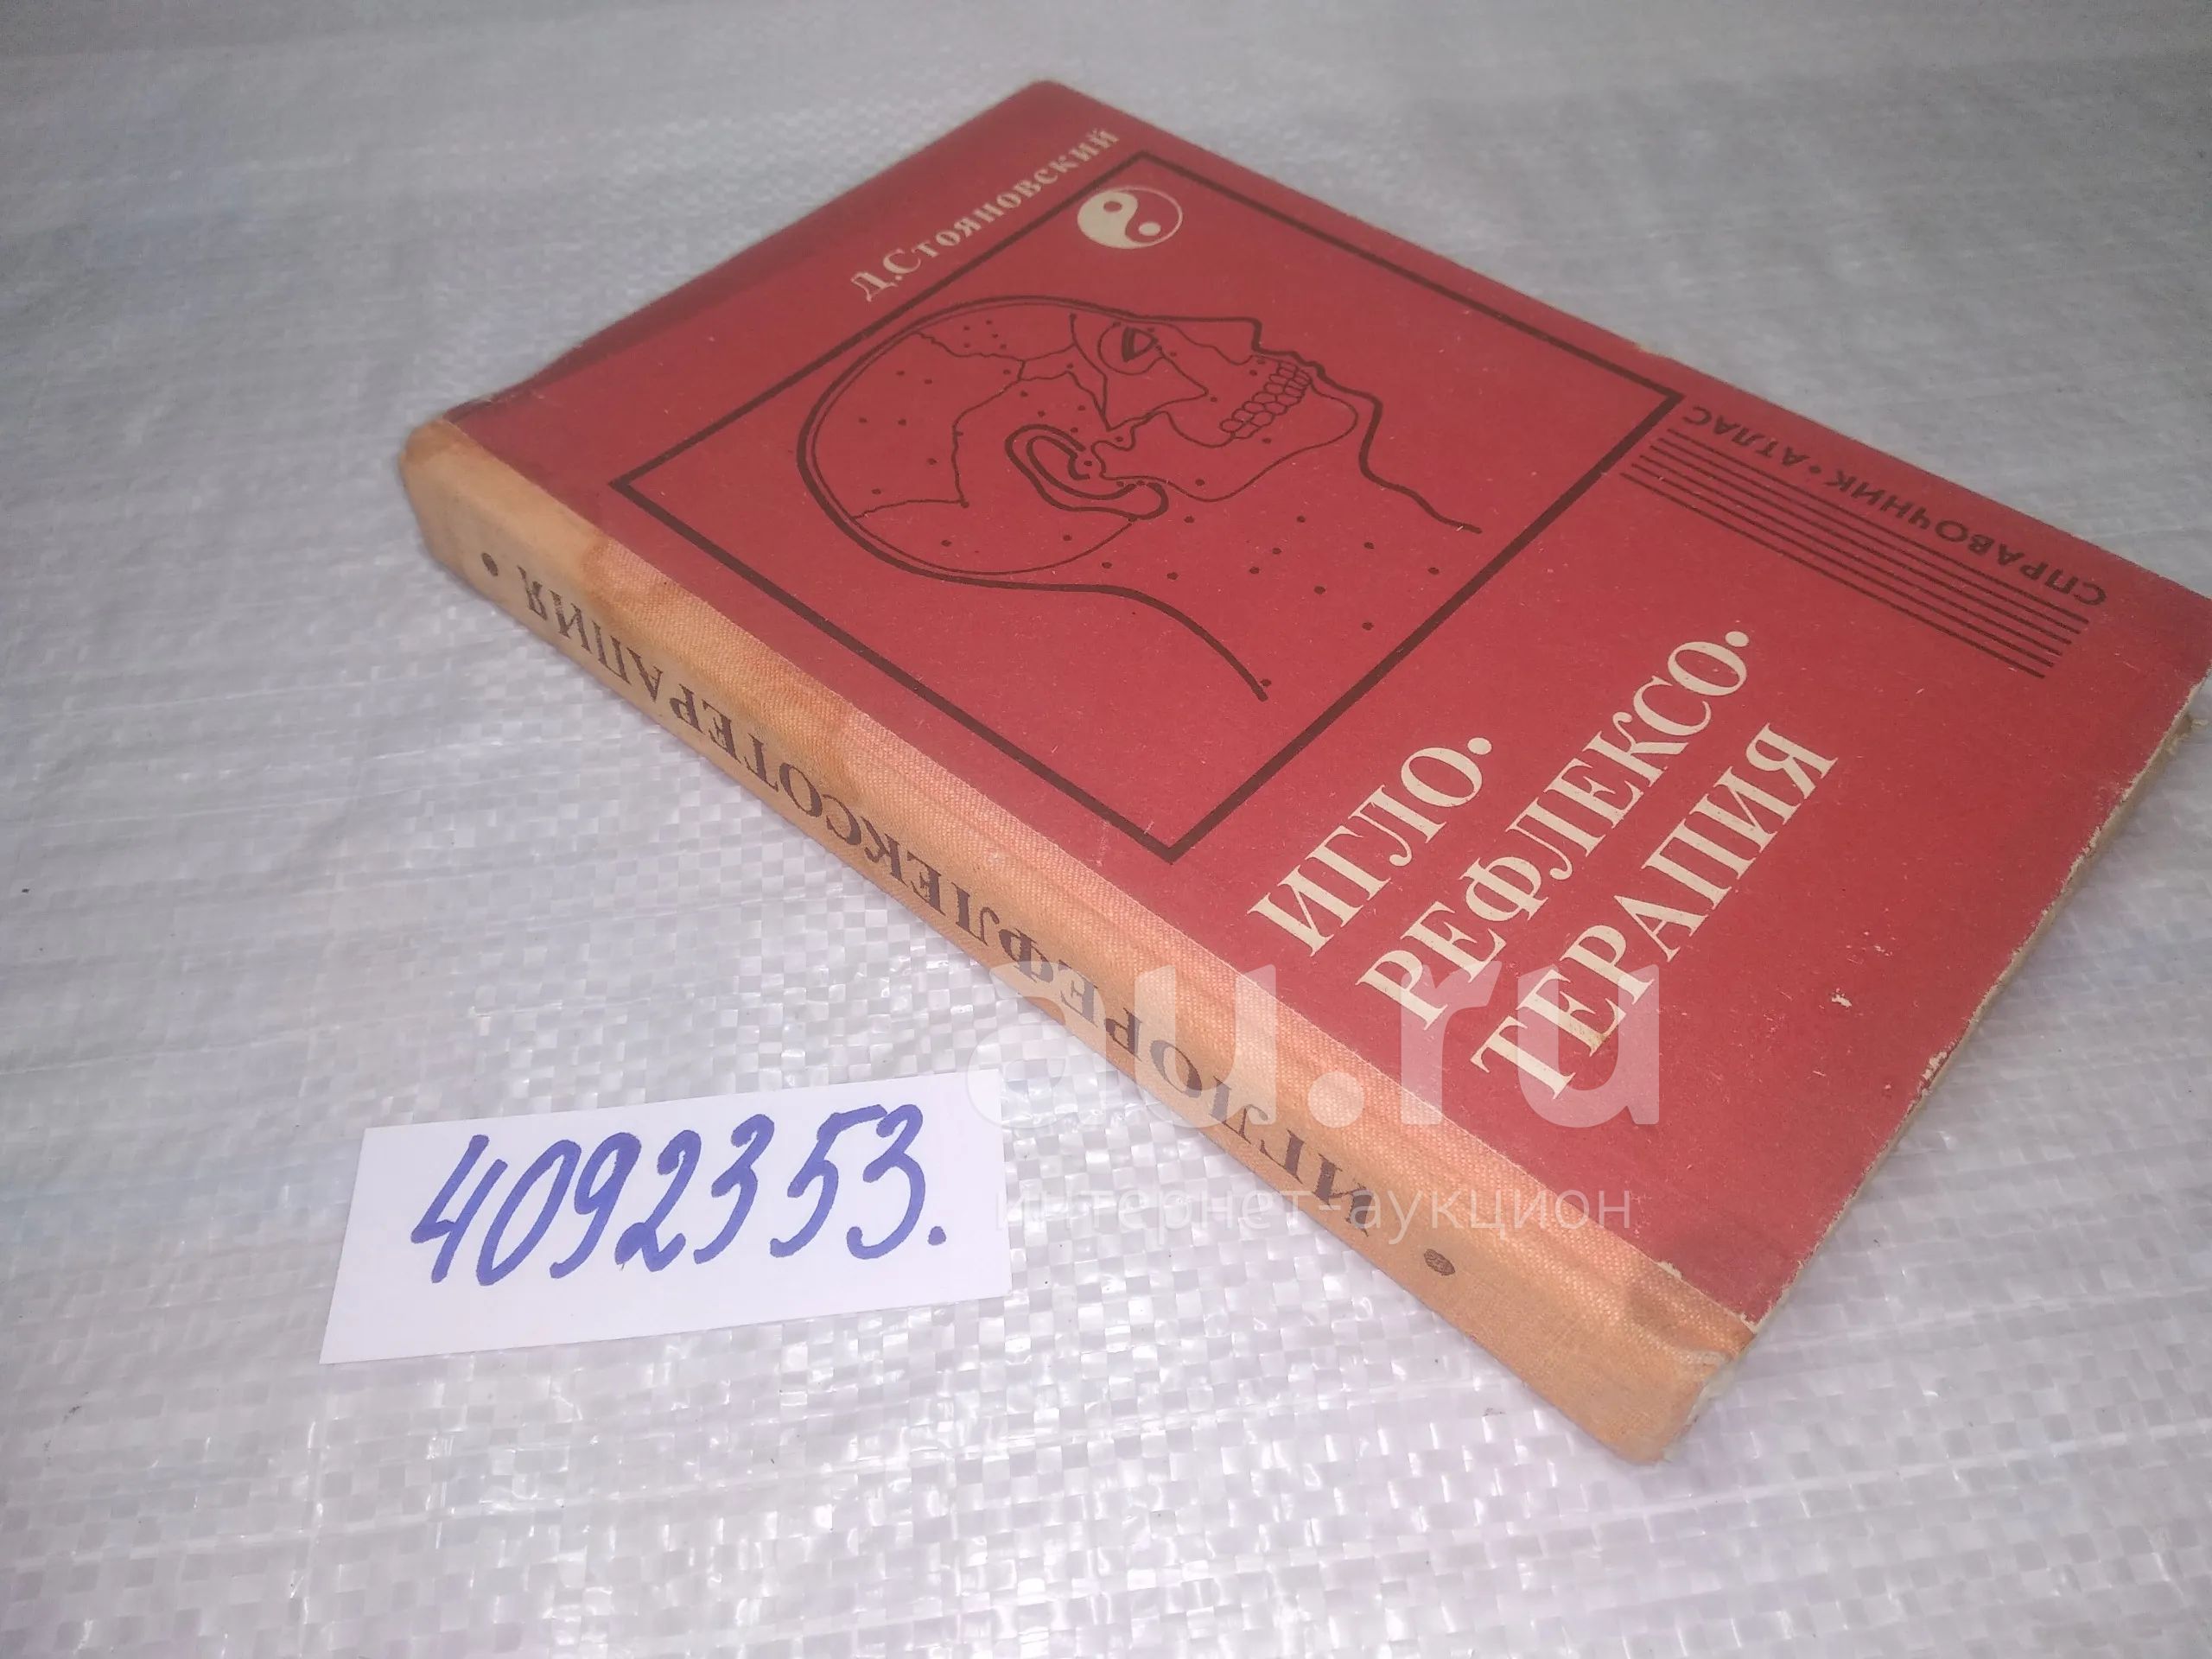 Д.Стояновский
СПРАВОЧНИК • АТЛАС
ИГЛО.
РЕФЛЕКСО.
ТЕРАПИЯ
• ИГЛОРЕФЛЕКСОТЕРАПИЯ •
4092353.
au.ru
интернет-аукцион